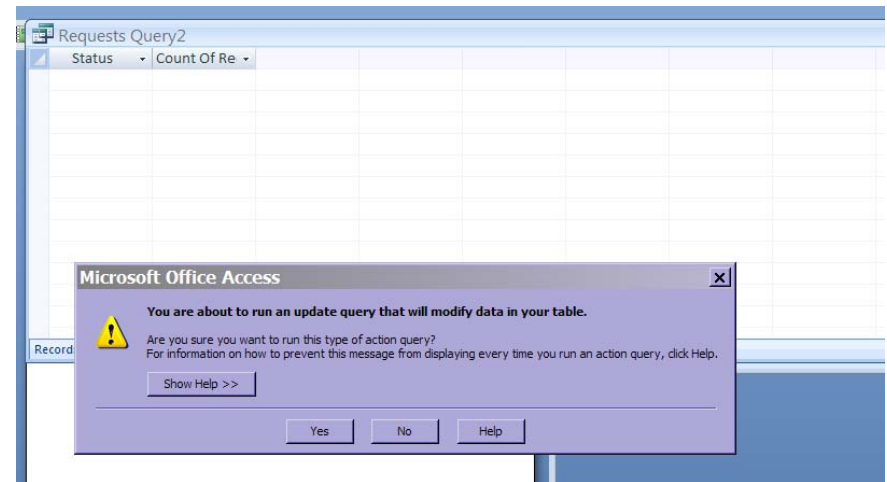 Requests Query2
Status Count Of Re
Microsoft Office Access
You are about to run an update query that will modify data in your table.
Are you sure you want to run this type of action query?
For information on how to prevent this message from displaying every time you run an action query, click Help.
Record
Show Help >>
Yes No Help